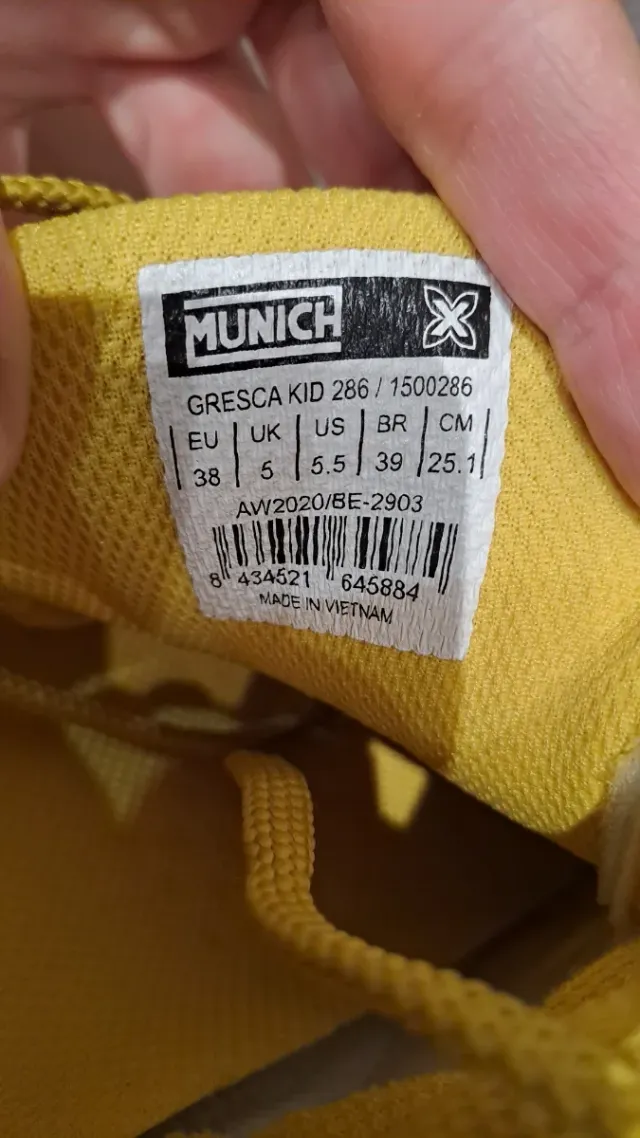 MUNICH X
GRESCA KID 286 / 1500286
EU UK US BR CM
38 5 5.5 39 25.1
AW2020/BE-2903
8 434521 645884
MADE IN VIETNAM